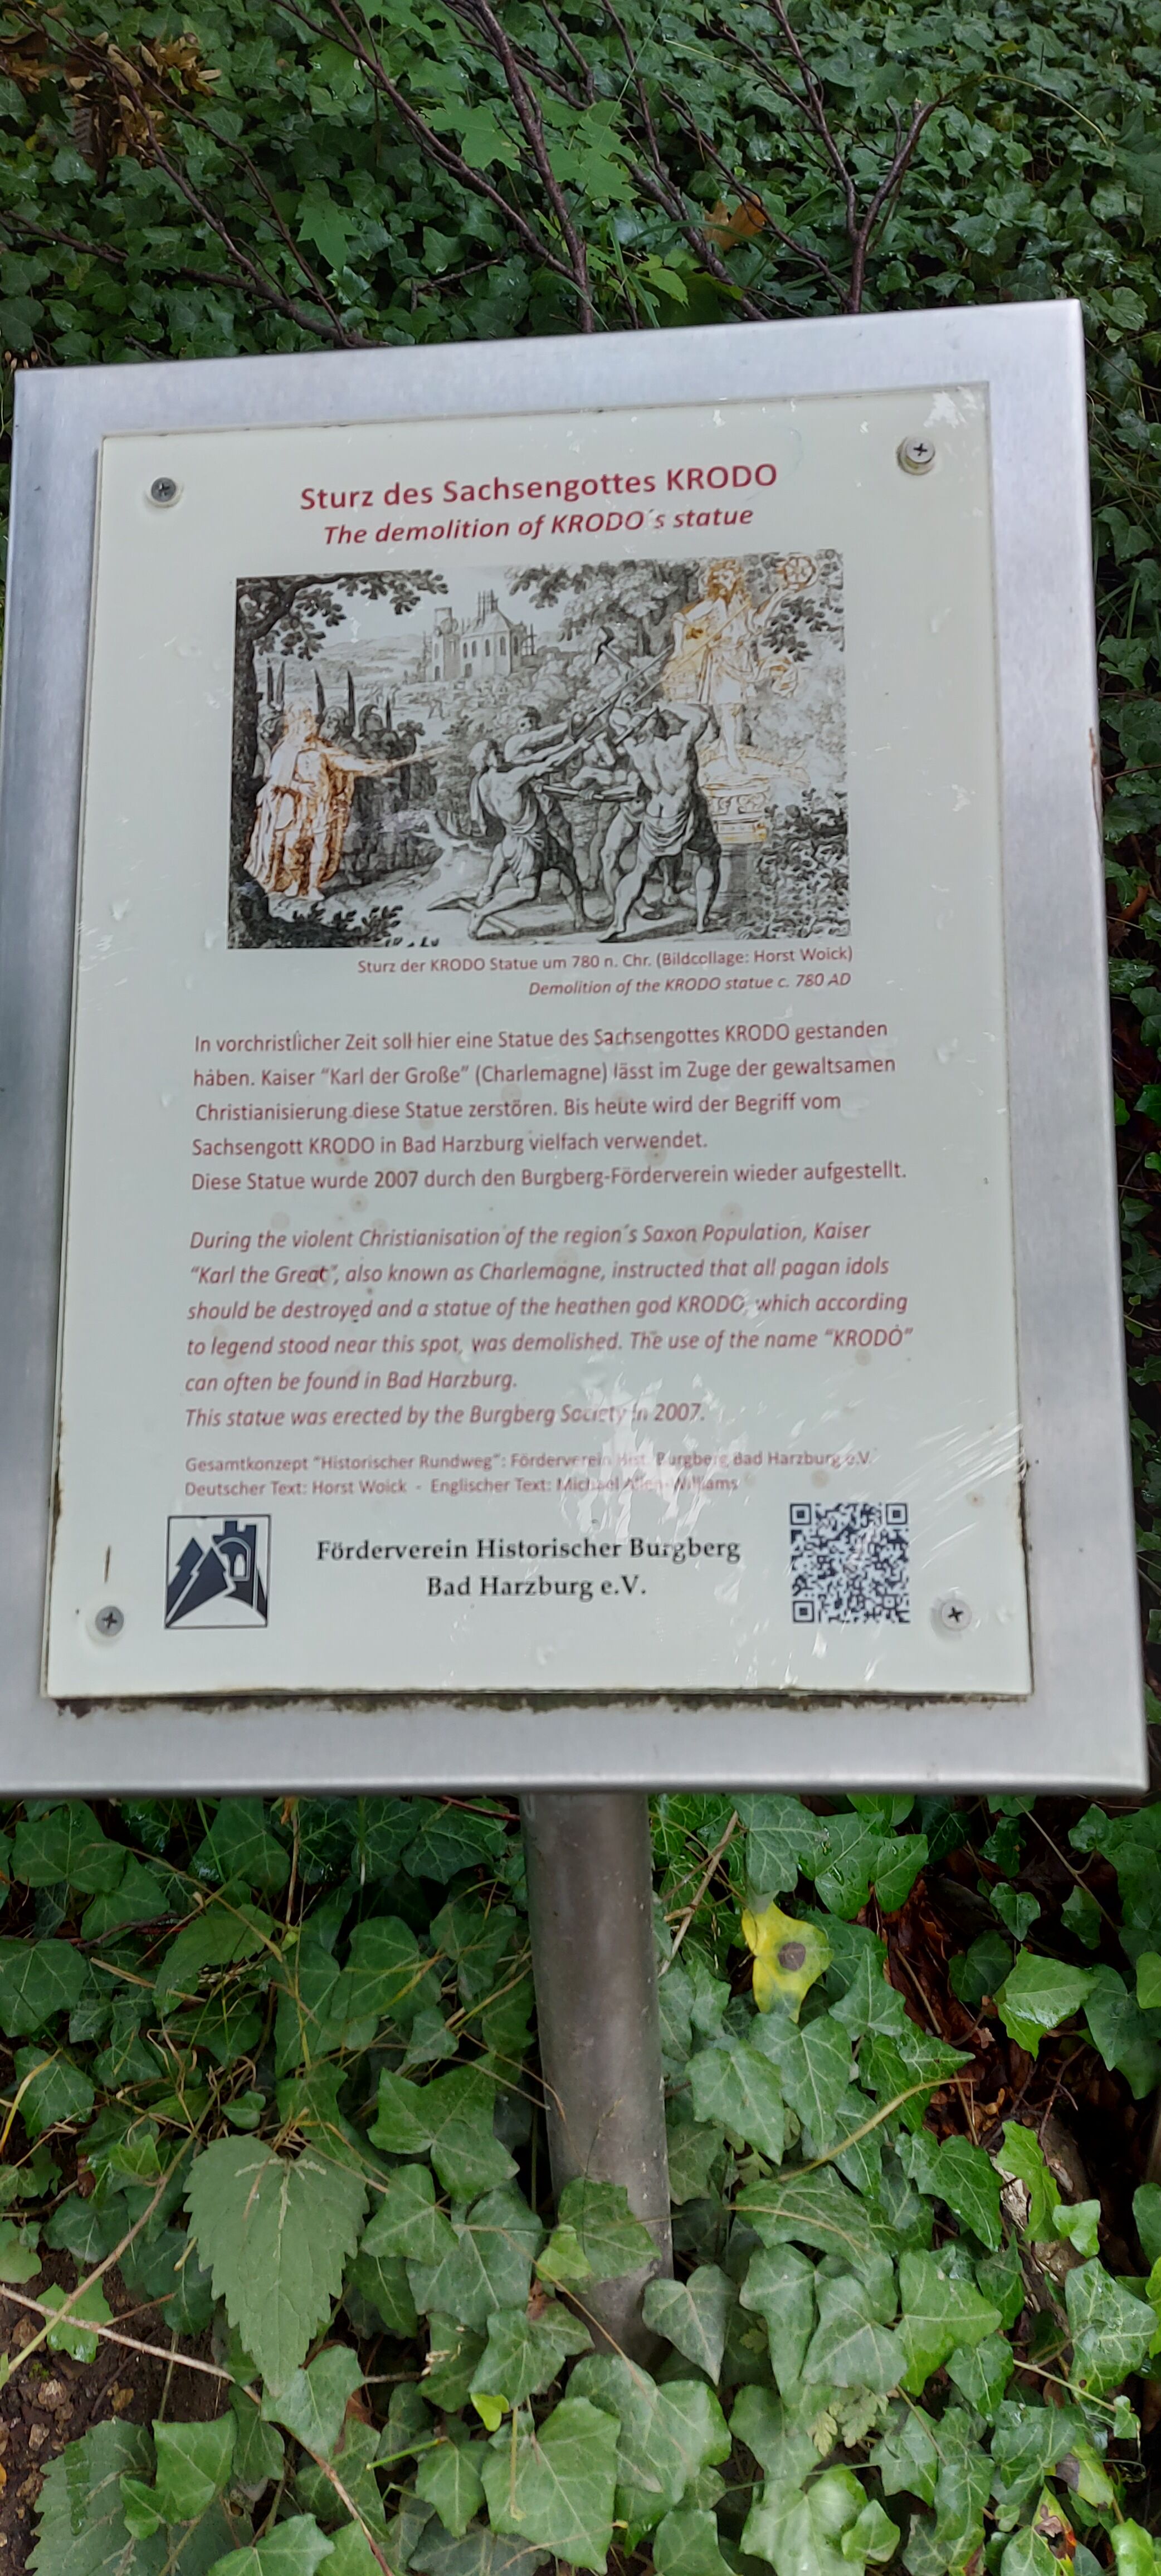 Sturz des Sachsengottes KRODO
The demolition of KRODO´s statue
Sturz der KRODO Statue um 780 n. Chr. (Bildcollage: Horst Woick)
Demolition of the KRODO statue c. 780 AD
In vorchristlicher Zeit soll hier eine Statue des Sachsengottes KRODO gestanden
haben. Kaiser “Karl der Große” (Charlemagne) lässt im Zuge der gewaltsamen
Christianisierung diese Statue zerstören. Bis heute wird der Begriff vom
Sachsengott KRODO in Bad Harzburg vielfach verwendet.
Diese Statue wurde 2007 durch den Burgberg-Förderverein wieder aufgestellt.
During the violent Christianisation of the region´s Saxon Population, Kaiser
“Karl the Great”, also known as Charlemagne, instructed that all pagan idols
should be destroyed and a statue of the heathen god KRODO, which according
to legend stood near this spot, was demolished. The use of the name “KRODO”
can often be found in Bad Harzburg.
This statue was erected by the Burgberg Society in 2007.
Gesamtkonzept “Historischer Rundweg”: Förderverein Hist. Burgberg Bad Harzburg e.V.
Deutscher Text: Horst Woick - Englischer Text: Michael Allen-Williams
Förderverein Historischer Burgberg
Bad Harzburg e.V.